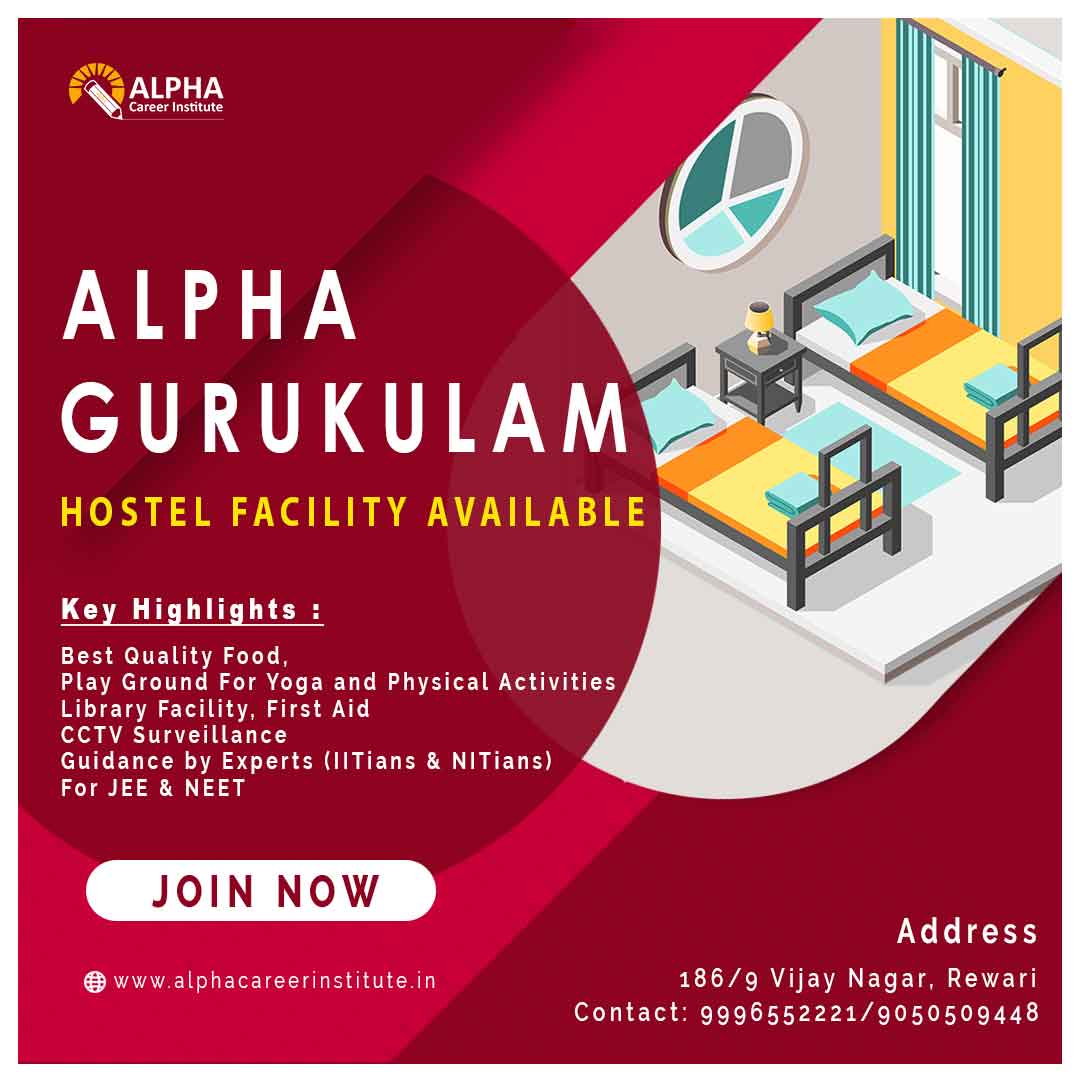 ALPHA
Career Institute
ALPHA
GURUKULAM
HOSTEL FACILITY AVAILABLE
Key Highlights :
Best Quality Food,
Play Ground For Yoga and Physical Activities
Library Facility, First Aid
CCTV Surveillance
Guidance by Experts (IITians & NITians)
For JEE & NEET
JOIN NOW
www.alphacareerinstitute.in
Address
186/9 Vijay Nagar, Rewari
Contact: 9996552221/9050509448